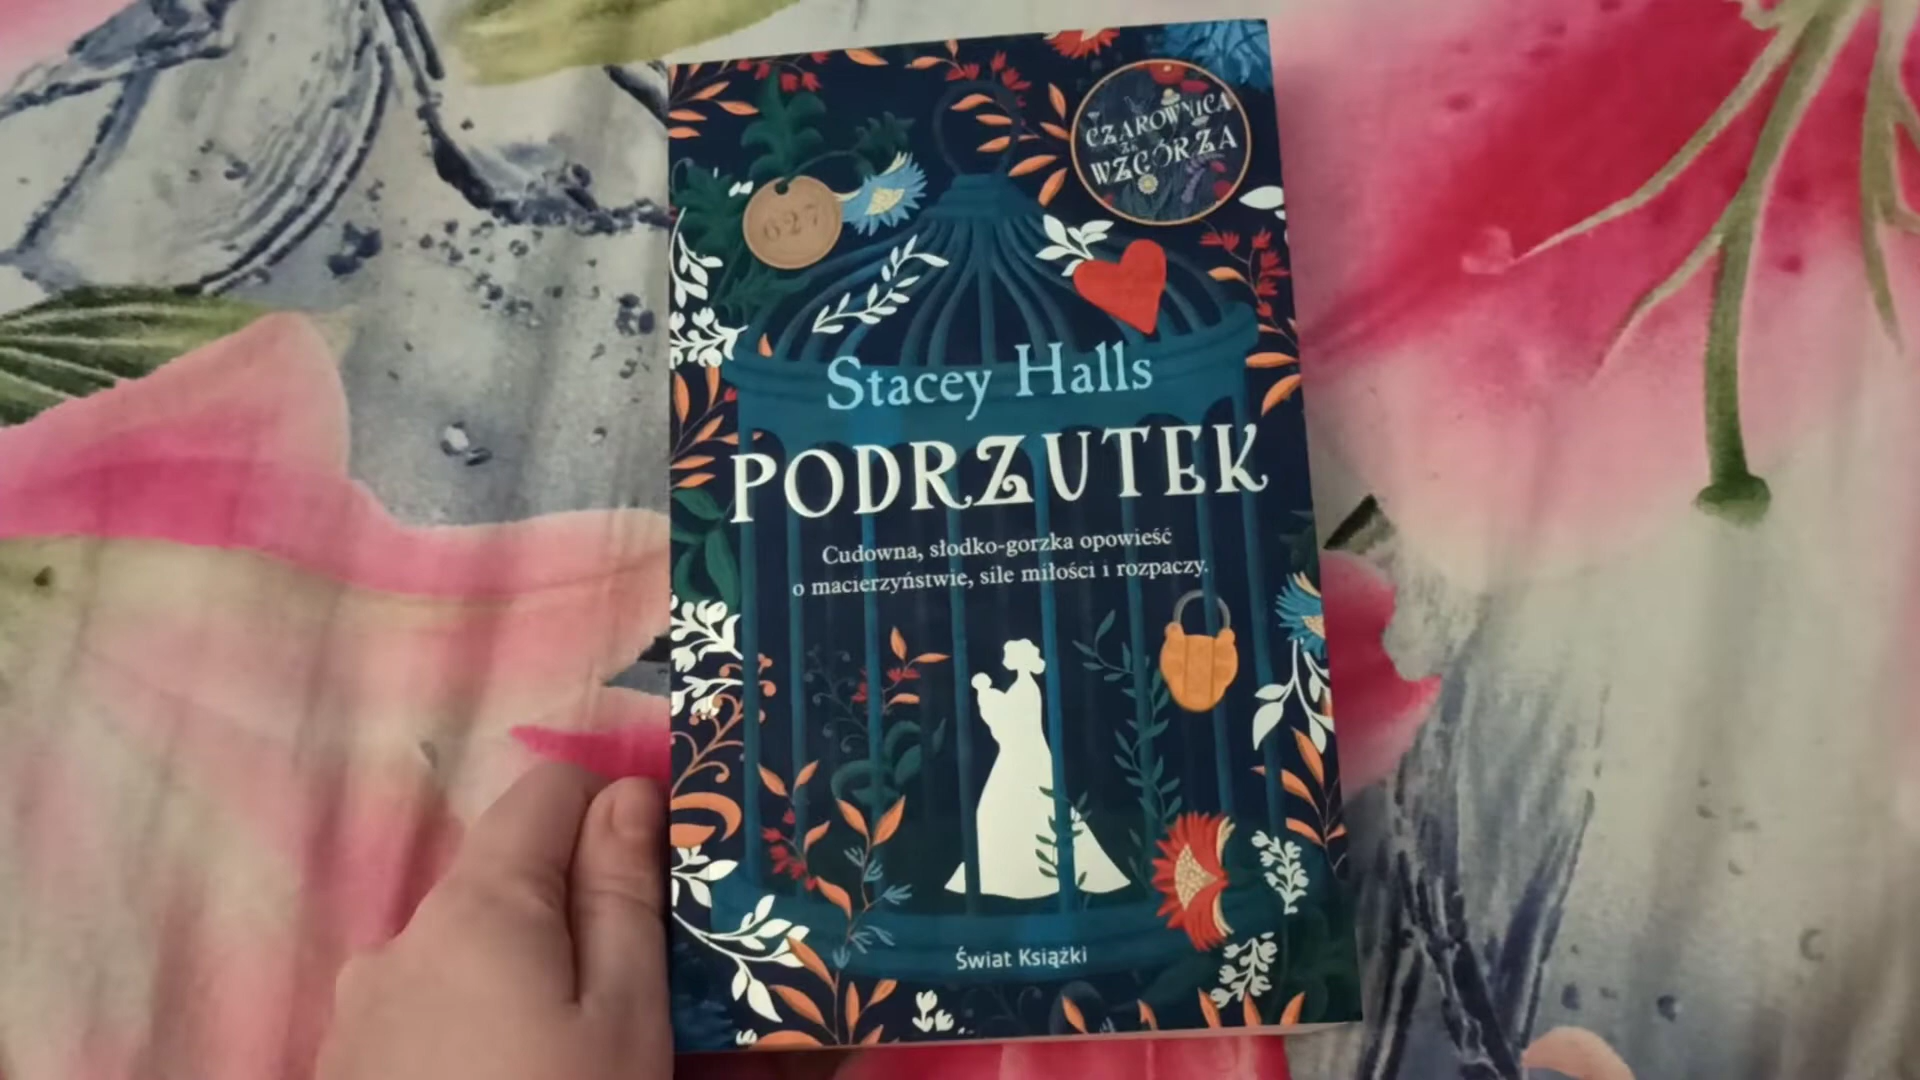 CZAROWNICA
ZE
WZGÓRZA
627
Stacey Halls
PODRZUTEK
Cudowna, słodko-gorzka opowieść
o macierzyństwie, sile miłości i rozpaczy.
Świat Książki